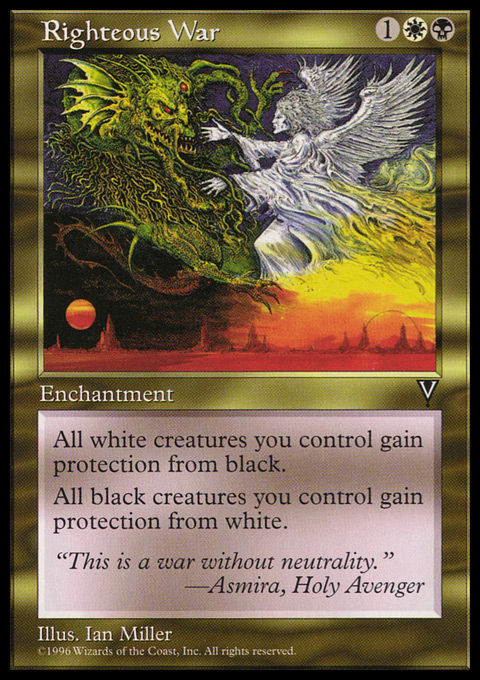 Righteous War 1
Enchantment V
All white creatures you control gain
protection from black.
All black creatures you control gain
protection from white.
“This is a war without neutrality.”
—Asmira, Holy Avenger
Illus. Ian Miller
©1996 Wizards of the Coast, Inc. All rights reserved.